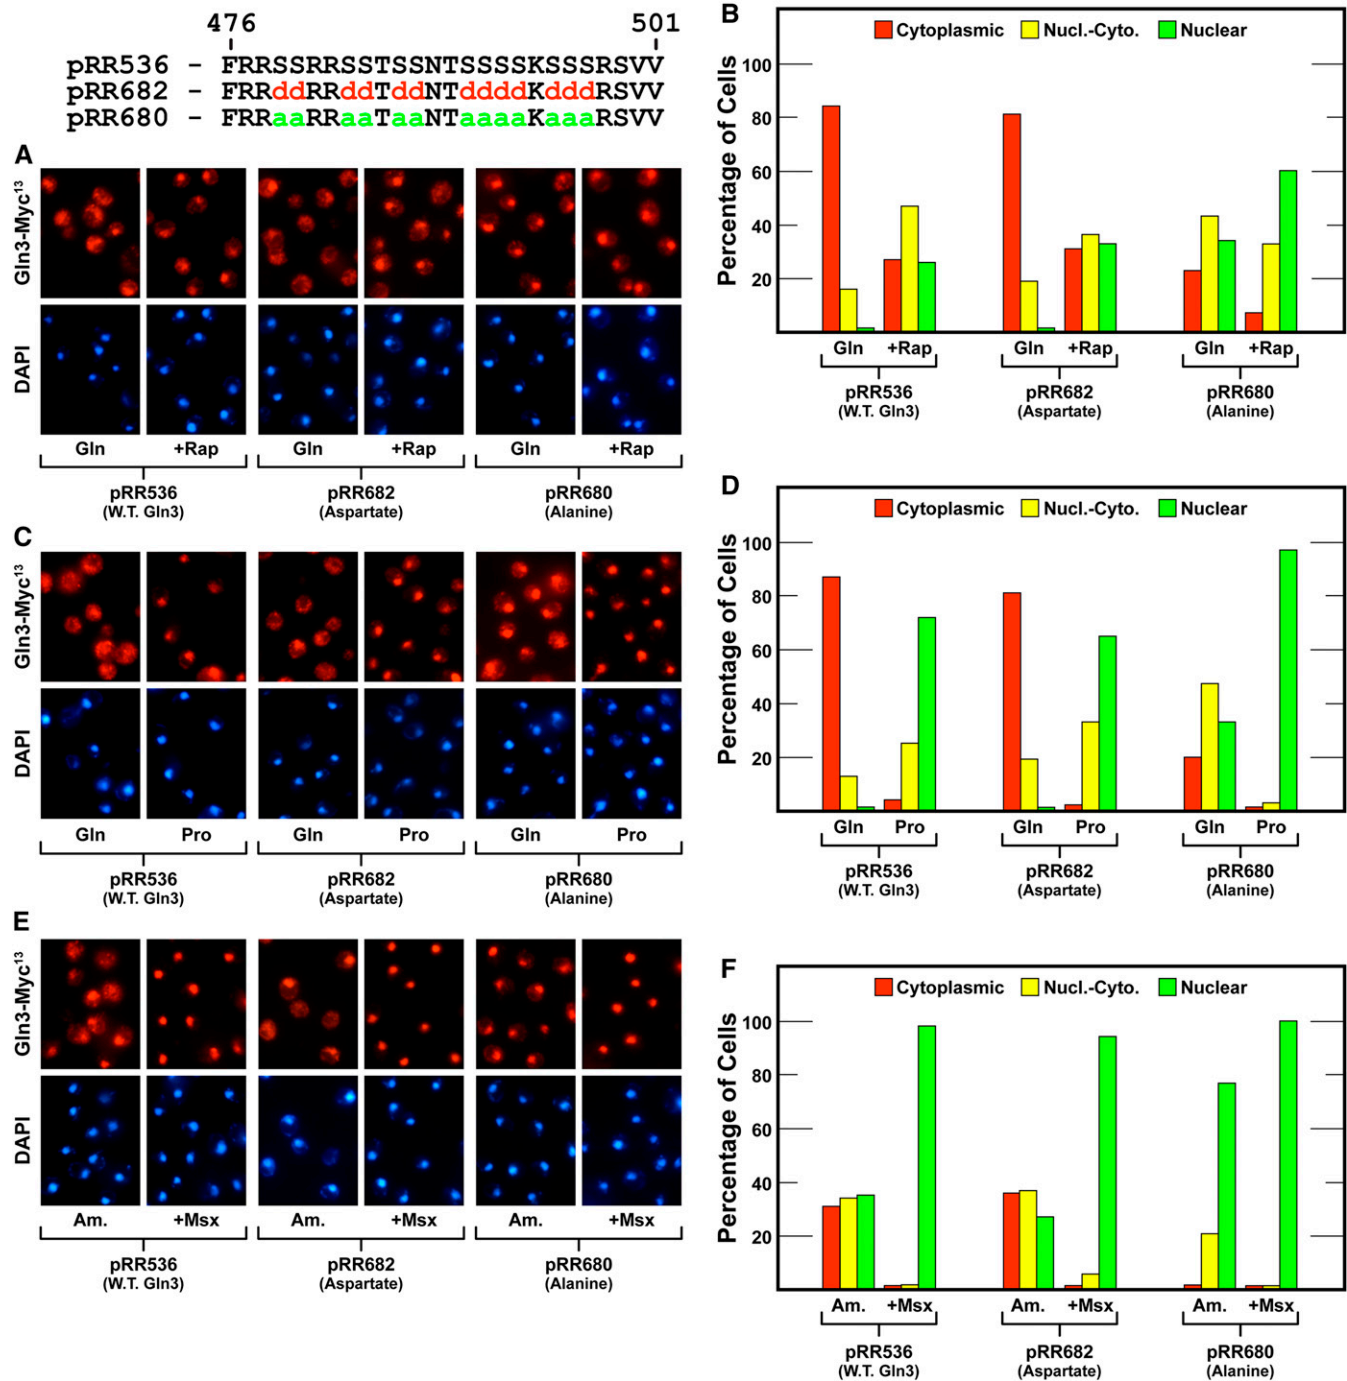 476 501
pRR536 - FRRSSRRSSTSSNTSSSSKSSSRSVV
pRR682 - FRRddRRddTddNTddddKdddRSVV
pRR680 - FRRaaRRaaTaaNTaaaaKaaaRSVV
A
Gln3-Myc¹³
DAPI
Gln +Rap Gln +Rap Gln +Rap
pRR536 pRR682 pRR680
(W.T. Gln3) (Aspartate) (Alanine)
B
Cytoplasmic Nucl.-Cyto. Nuclear
Percentage of Cells
100
80
60
40
20
Gln +Rap Gln +Rap Gln +Rap
pRR536 pRR682 pRR680
(W.T. Gln3) (Aspartate) (Alanine)
C
Gln3-Myc¹³
DAPI
Gln Pro Gln Pro Gln Pro
pRR536 pRR682 pRR680
(W.T. Gln3) (Aspartate) (Alanine)
D
Cytoplasmic Nucl.-Cyto. Nuclear
Percentage of Cells
100
80
60
40
20
Gln Pro Gln Pro Gln Pro
pRR536 pRR682 pRR680
(W.T. Gln3) (Aspartate) (Alanine)
E
Gln3-Myc¹³
DAPI
Am. +Msx Am. +Msx Am. +Msx
pRR536 pRR682 pRR680
(W.T. Gln3) (Aspartate) (Alanine)
F
Cytoplasmic Nucl.-Cyto. Nuclear
Percentage of Cells
100
80
60
40
20
Am. +Msx Am. +Msx Am. +Msx
pRR536 pRR682 pRR680
(W.T. Gln3) (Aspartate) (Alanine)